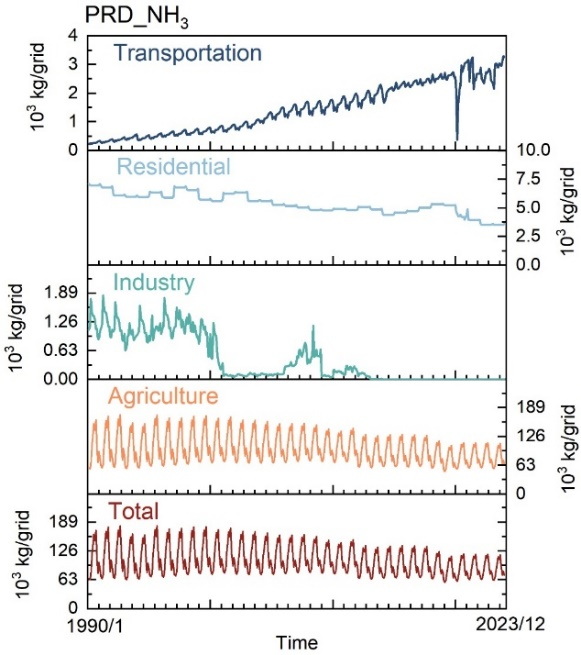 PRD_NH₃
Transportation
4
3
2
1
0
10³ kg/grid
Residential
10.0
7.5
5.0
2.5
0.0
10³ kg/grid
Industry
1.89
1.26
0.63
0.00
10³ kg/grid
Agriculture
189
126
63
0
10³ kg/grid
Total
189
126
63
0
10³ kg/grid
1990/1
2023/12
Time